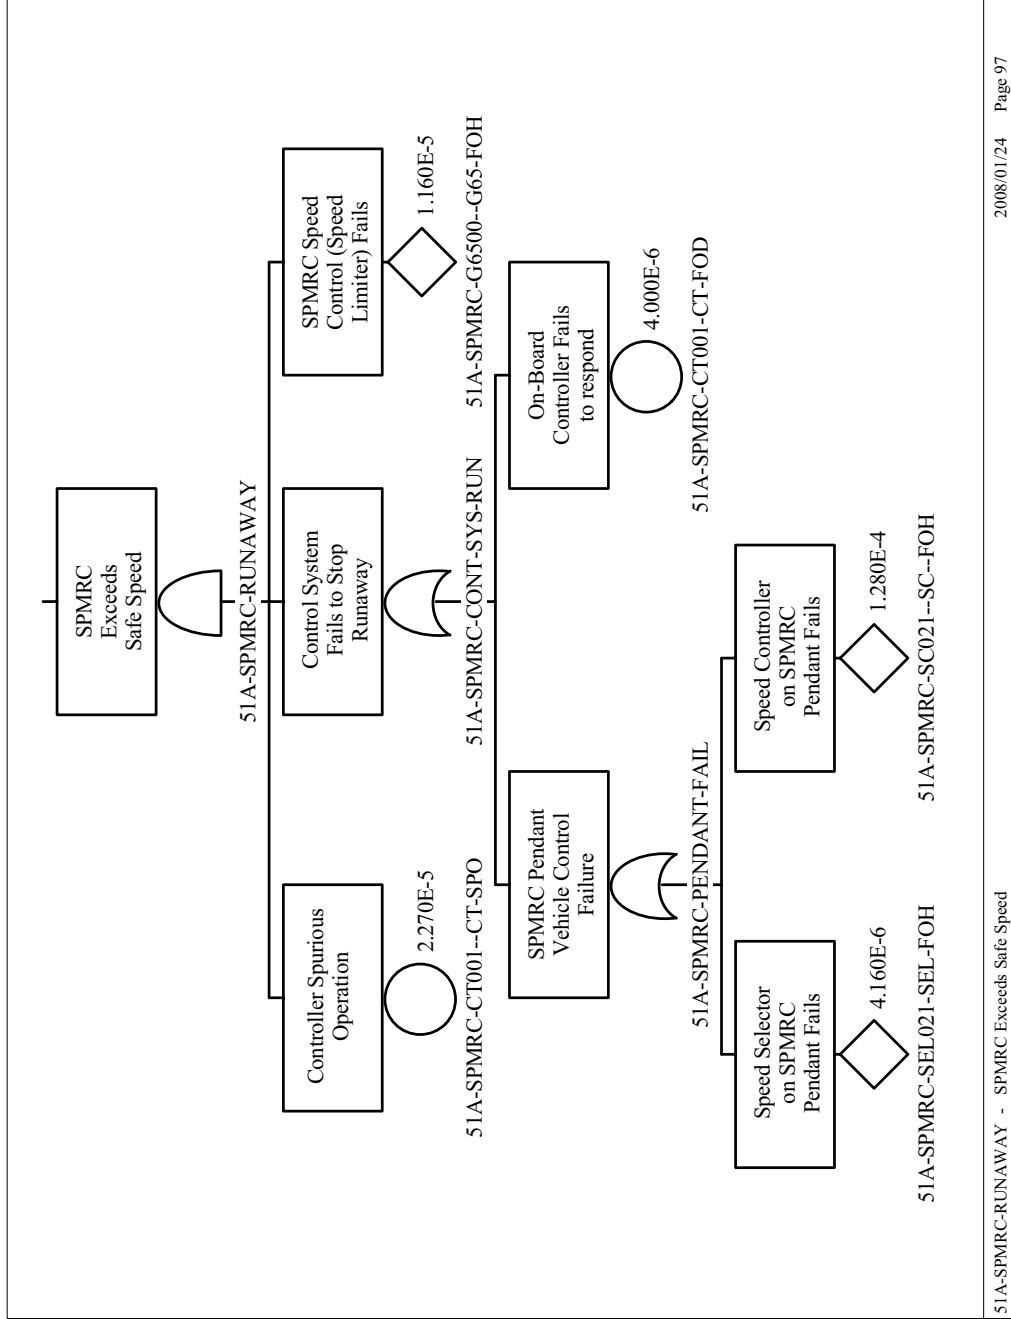 SPMRC
Exceeds
Safe Speed
51A-SPMRC-RUNAWAY
Controller Spurious
Operation
2.270E-5
51A-SPMRC-CT001--CT-SPO
Control System
Fails to Stop
Runaway
51A-SPMRC-CONT-SYS-RUN
SPMRC Speed
Control (Speed
Limiter) Fails
1.160E-5
51A-SPMRC-G6500--G65-FOH
SPMRC Pendant
Vehicle Control
Failure
51A-SPMRC-PENDANT-FAIL
On-Board
Controller Fails
to respond
4.000E-6
51A-SPMRC-CT001-CT-FOD
Speed Selector
on SPMRC
Pendant Fails
4.160E-6
51A-SPMRC-SEL021-SEL-FOH
Speed Controller
on SPMRC
Pendant Fails
1.280E-4
51A-SPMRC-SC021--SC--FOH
51A-SPMRC-RUNAWAY - SPMRC Exceeds Safe Speed
2008/01/24 Page 97